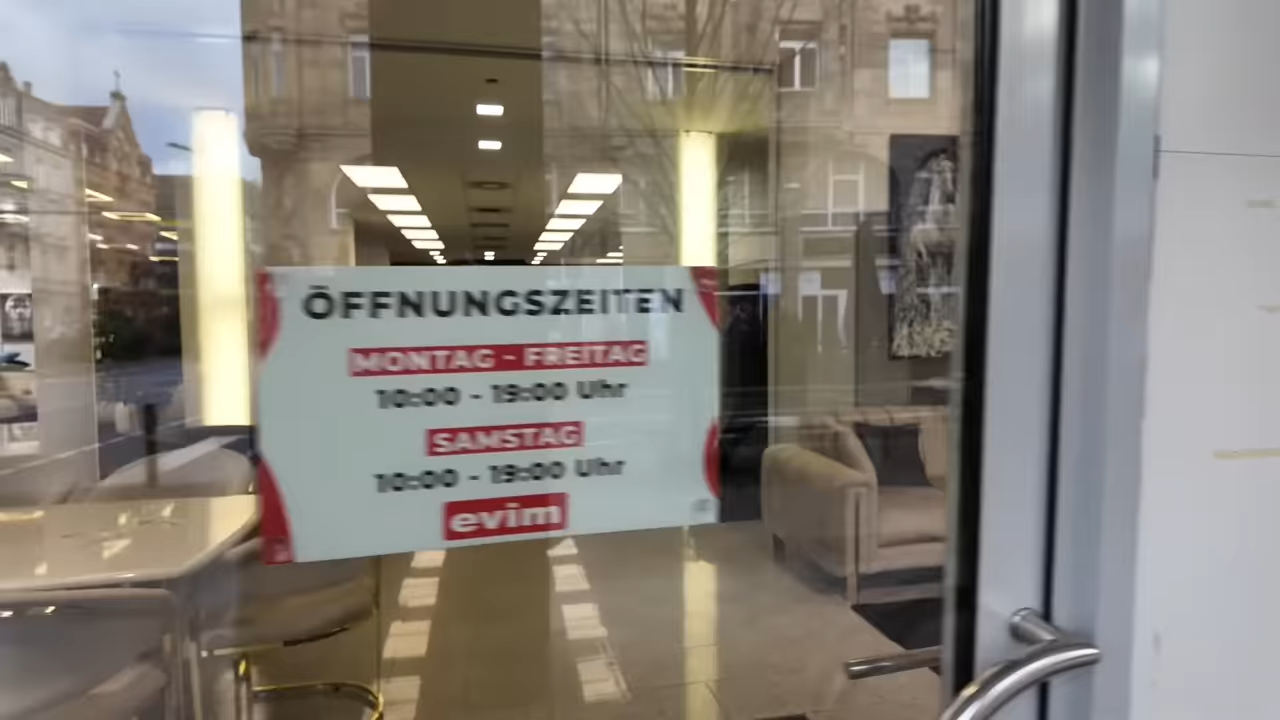 ÖFFNUNGSZEITEN
MONTAG - FREITAG
10:00 - 19:00 Uhr
SAMSTAG
10:00 - 19:00 Uhr
evim